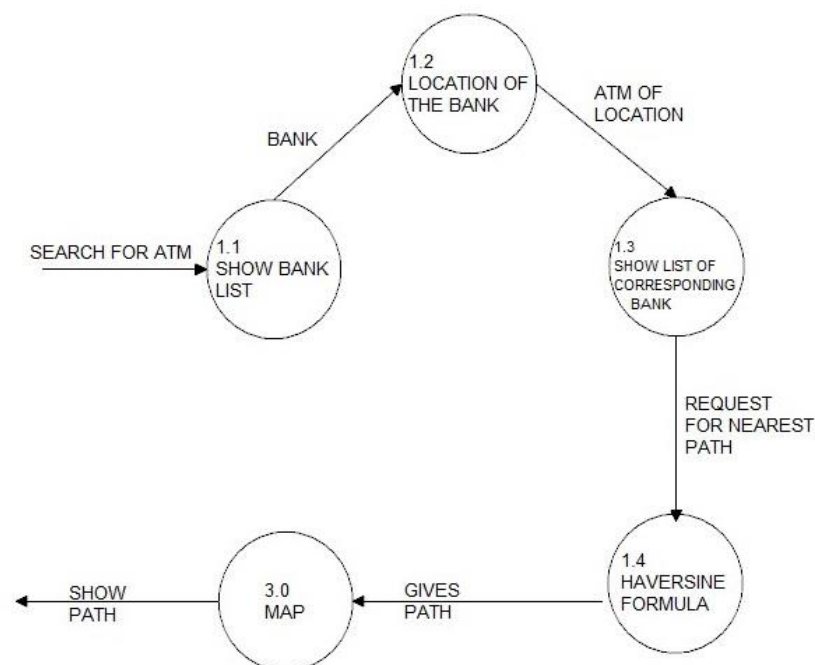 1.2
LOCATION OF
THE BANK
ATM OF
LOCATION
BANK
SEARCH FOR ATM
1.1
SHOW BANK
LIST
1.3
SHOW LIST OF
CORRESPONDING
BANK
REQUEST
FOR NEAREST
PATH
1.4
HAVERSINE
FORMULA
GIVES
PATH
3.0
MAP
SHOW
PATH